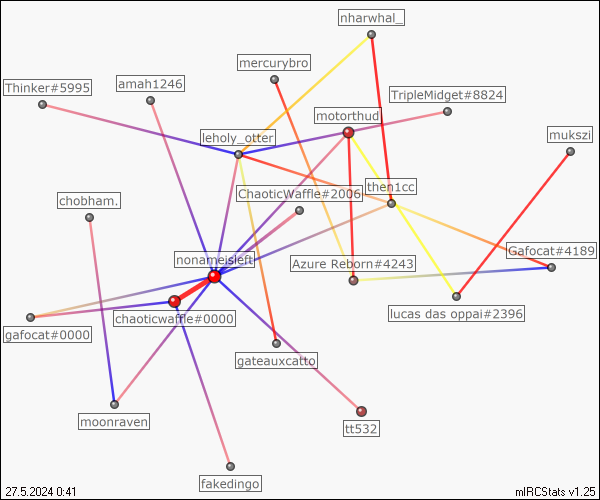 nharwhal_
mercurybro
Thinker#5995
amah1246
TripleMidget#8824
motorthud
mukszi
leholy_otter
then1cc
ChaoticWaffle#2006
chobham.
Gafocat#4189
nonameisleft
Azure Reborn#4243
lucas das oppai#2396
chaoticwaffle#0000
gafocat#0000
gateauxcatto
moonraven
tt532
fakedingo
27.5.2024 0:41
mIRCStats v1.25